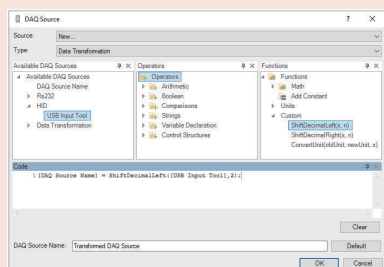 DAQ Source ? ×
Source: New...
Type: Data Transformation
Available DAQ Sources
Available DAQ Sources
DAQ Source Name
Rs232
HID
USB Input Tool
Data Transformation
Operators
Operators
Arithmetic
Boolean
Comparisons
Strings
Variable Declaration
Control Structures
Functions
Functions
Math
Add Constant
Units
Custom
ShiftDecimalLeft(x, n)
ShiftDecimalRight(x, n)
ConvertUnit(oldUnit, newUnit, x)
Code
1 [DAQ Source Name] = ShiftDecimalLeft([USB Input Tool],2);
Clear
DAQ Source Name: Transformed DAQ Source Default
OK Cancel